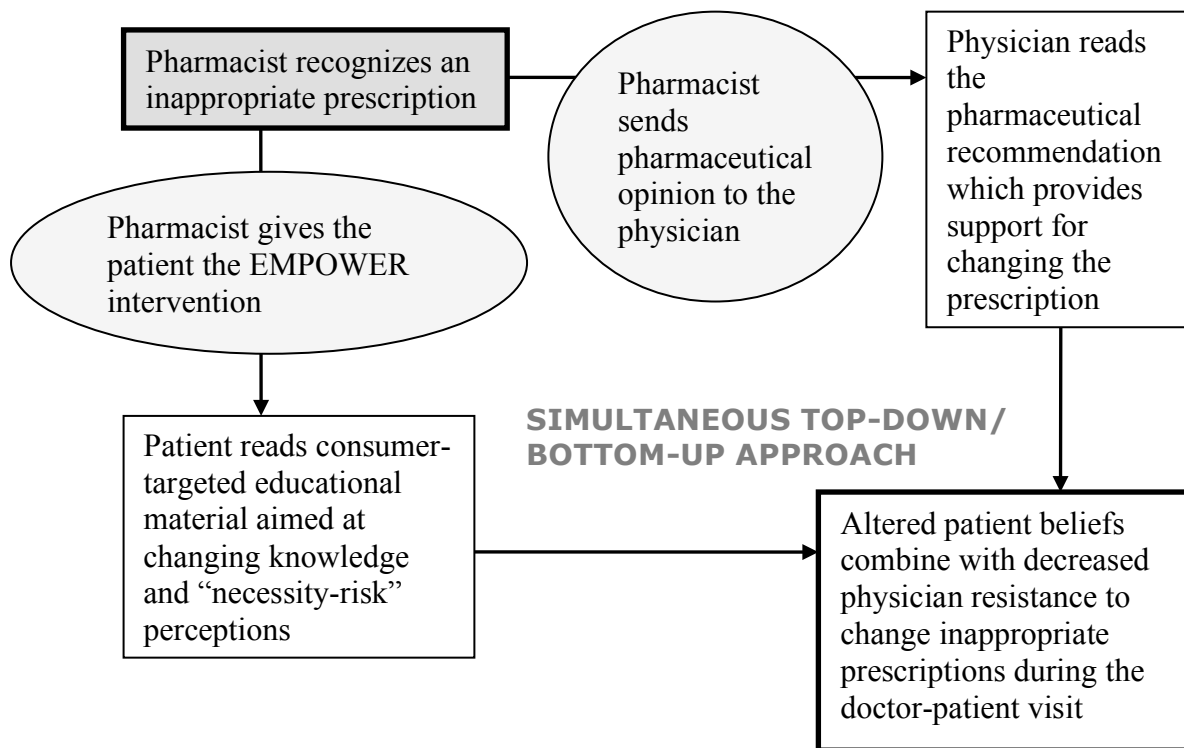 Pharmacist recognizes an
inappropriate prescription
Pharmacist
sends
pharmaceutical
opinion to the
physician
Physician reads
the
pharmaceutical
recommendation
which provides
support for
changing the
prescription
Pharmacist gives the
patient the EMPOWER
intervention
Patient reads consumer-
targeted educational
material aimed at
changing knowledge
and “necessity-risk”
perceptions
SIMULTANEOUS TOP-DOWN/
BOTTOM-UP APPROACH
Altered patient beliefs
combine with decreased
physician resistance to
change inappropriate
prescriptions during the
doctor-patient visit